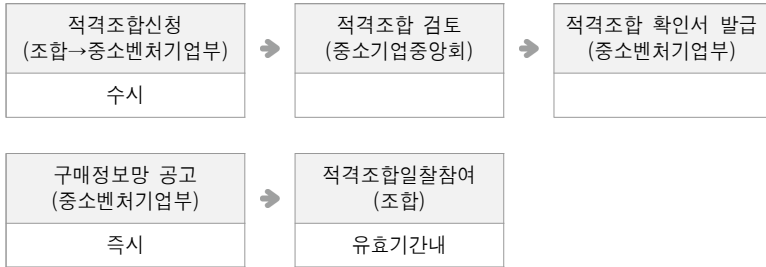 적격조합신청
(조합→중소벤처기업부)
수시
적격조합 검토
(중소기업중앙회)
적격조합 확인서 발급
(중소벤처기업부)
구매정보망 공고
(중소벤처기업부)
즉시
적격조합입찰참여
(조합)
유효기간내